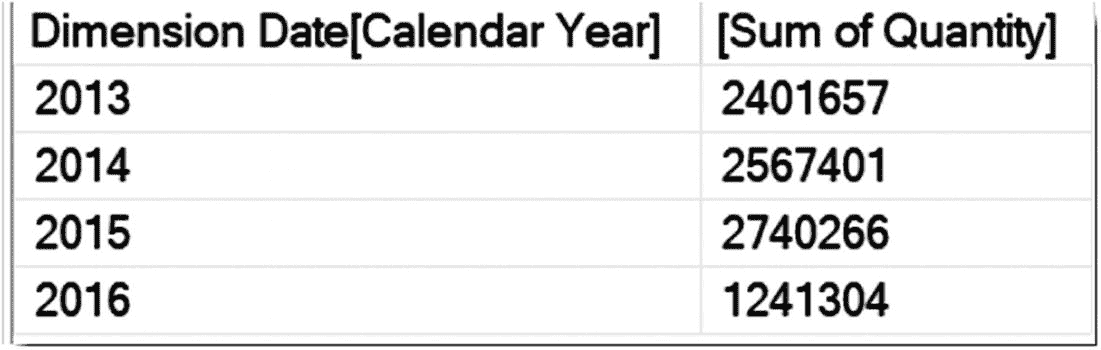 Dimension Date[Calendar Year] [Sum of Quantity]
2013 2401657
2014 2567401
2015 2740266
2016 1241304